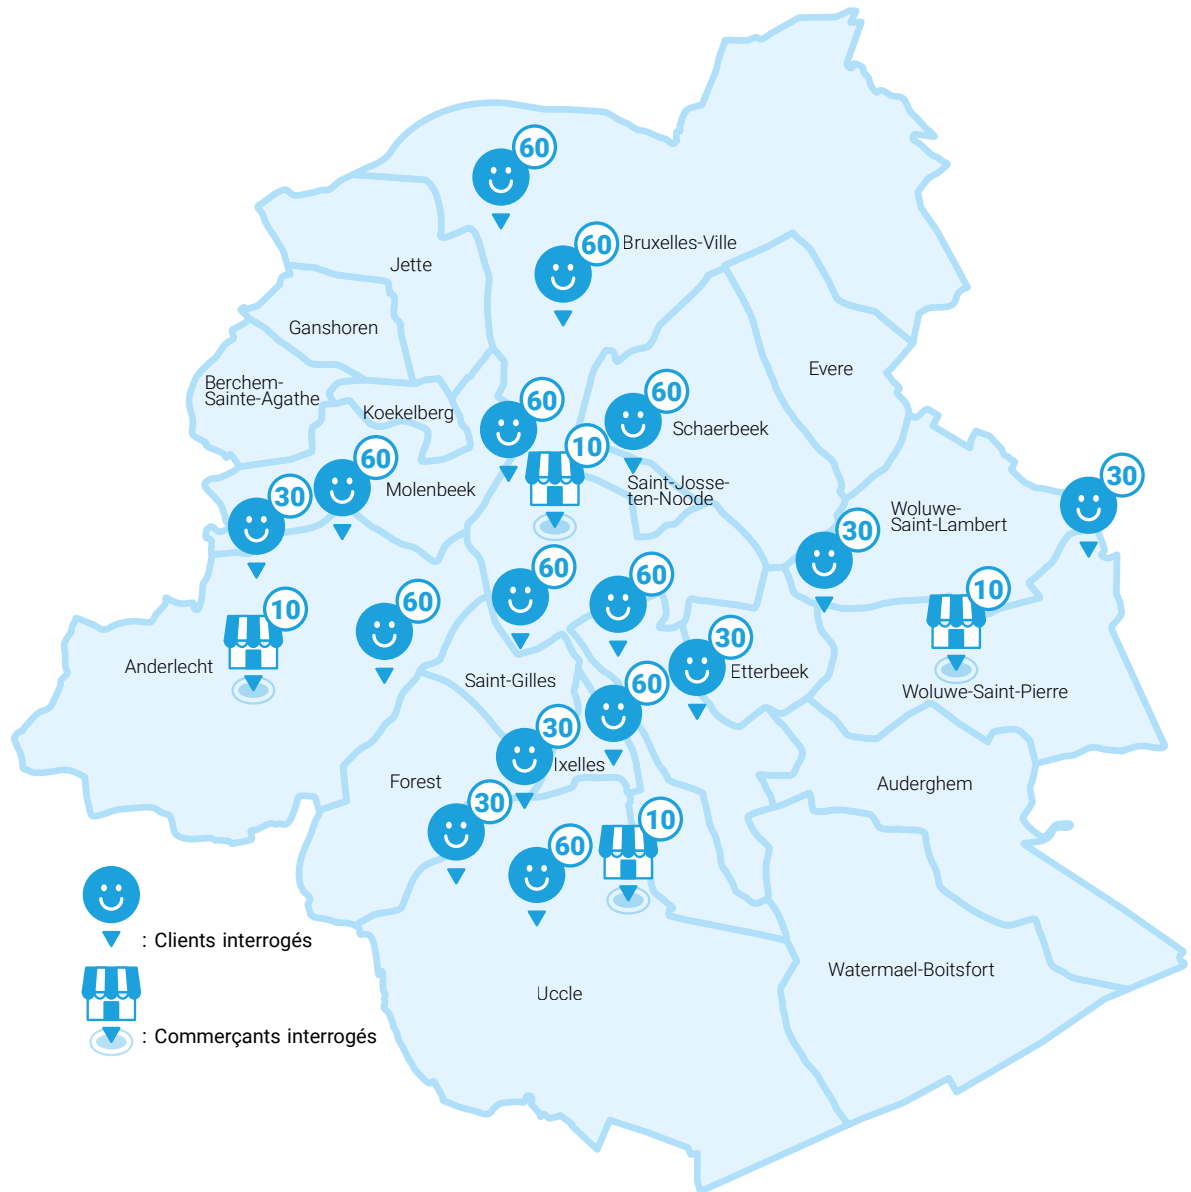 60
60
Bruxelles-Ville
Jette
Ganshoren
Evere
Berchem-
Sainte-Agathe
60
60
Koekelberg
Schaerbeek
10
60
30
Molenbeek
Saint-Josse-
ten-Noode
30
Woluwe-
Saint-Lambert
30
60
60
10
60
10
Anderlecht
30
Etterbeek
Saint-Gilles
60
Woluwe-Saint-Pierre
30
Ixelles
Forest
Auderghem
30
10
60
: Clients interrogés
Watermael-Boitsfort
Uccle
: Commerçants interrogés